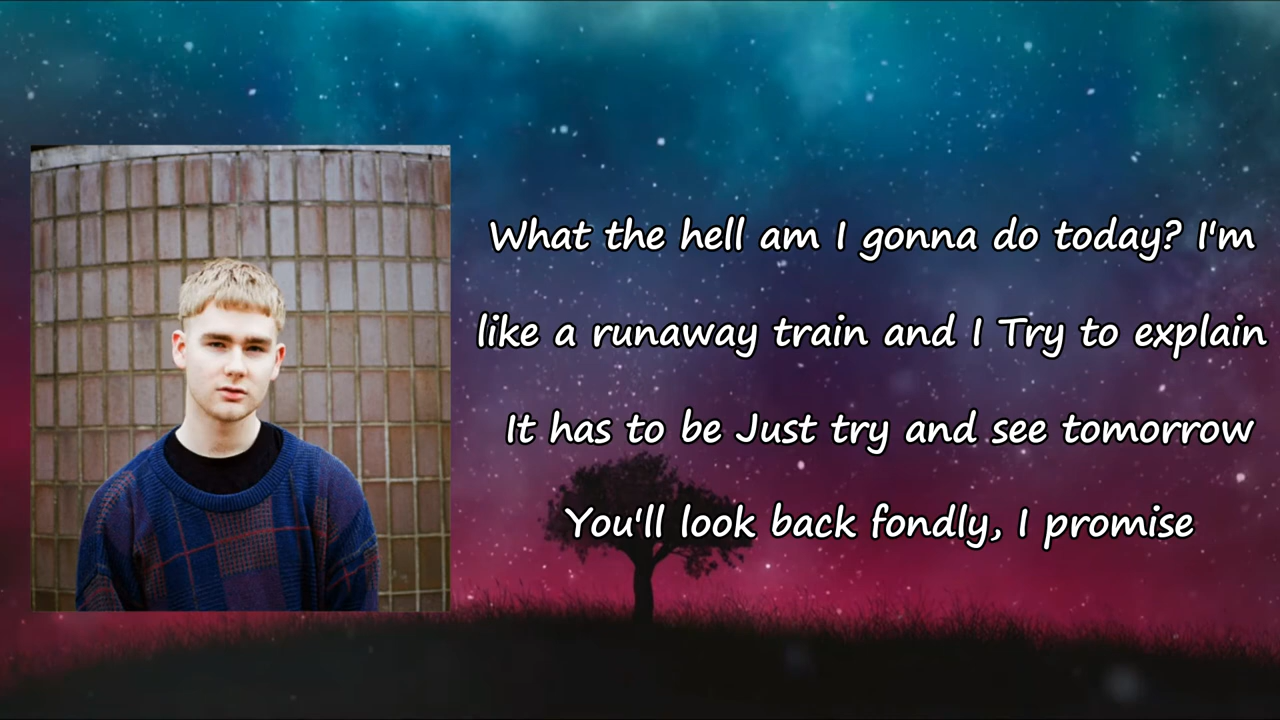 What the hell am I gonna do today? I'm
like a runaway train and I Try to explain
It has to be Just try and see tomorrow
You'll look back fondly, I promise